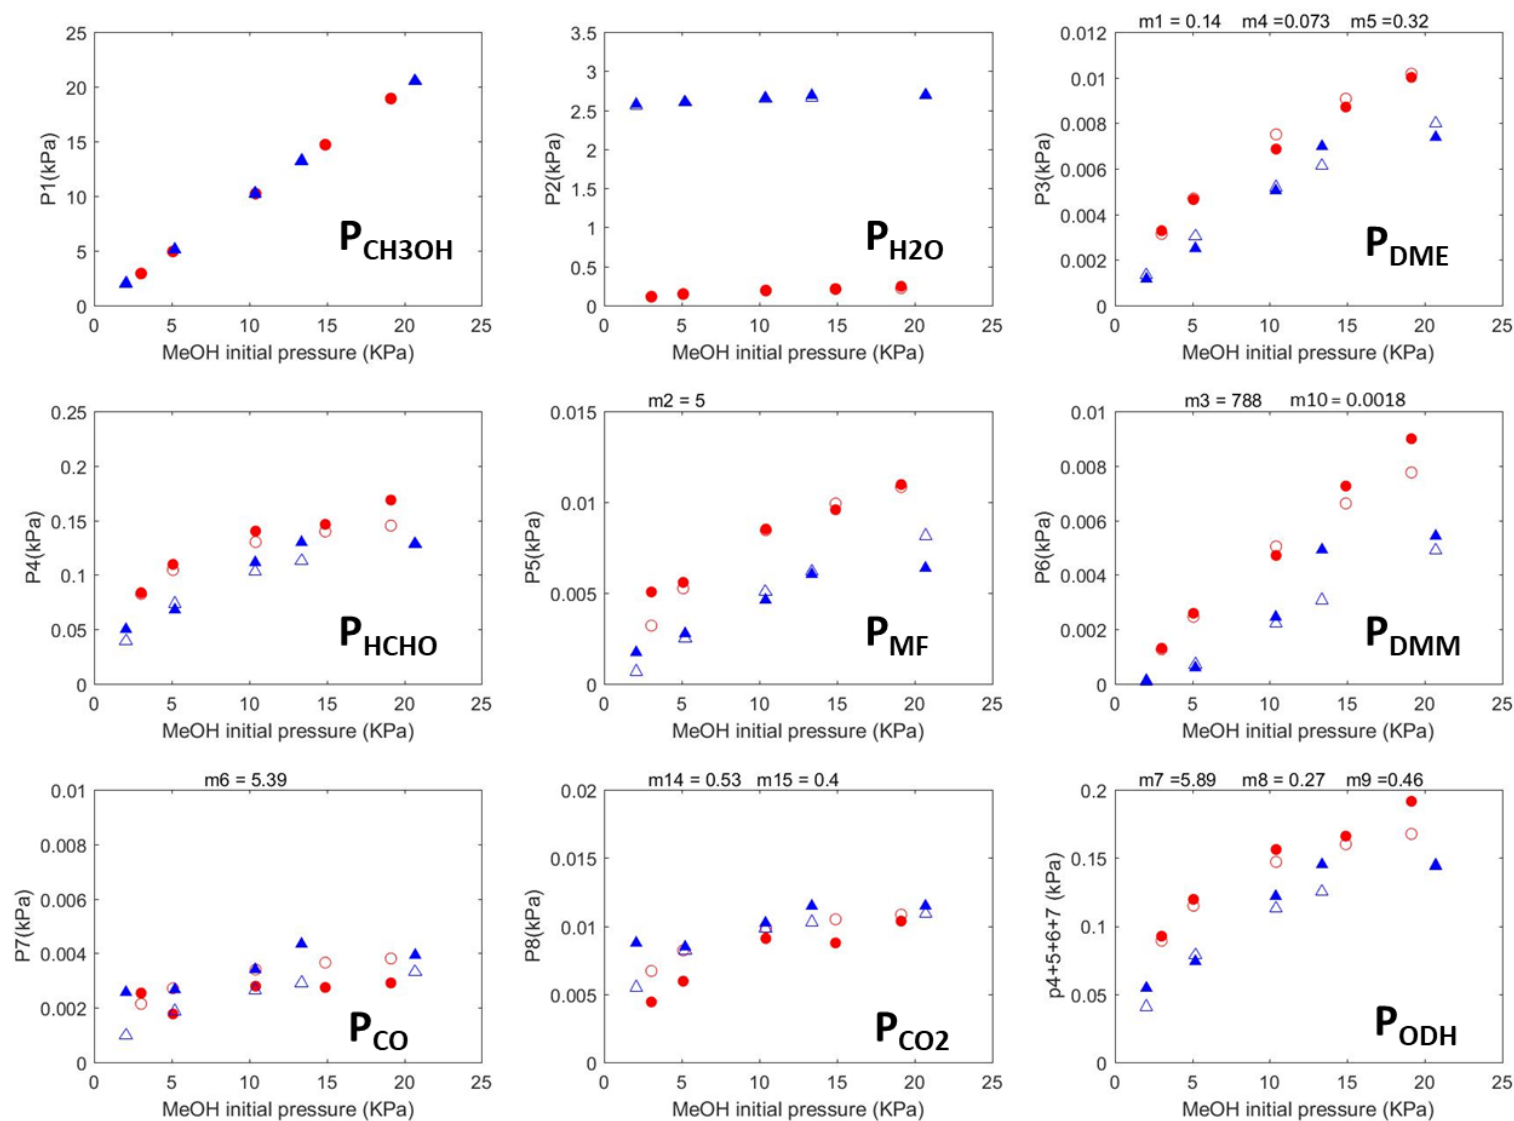 m1 = 0.14 m4 =0.073 m5 =0.32
25
20
15
10
5
0
P1(kPa)
P CH3OH
0 5 10 15 20 25
MeOH initial pressure (KPa)
3.5
3
2.5
2
1.5
1
0.5
0
P2(kPa)
P H2O
0 5 10 15 20 25
MeOH initial pressure (KPa)
0.012
0.01
0.008
0.006
0.004
0.002
0
P3(kPa)
P DME
0 5 10 15 20 25
MeOH initial pressure (KPa)
0.25
0.2
0.15
0.1
0.05
0
P4(kPa)
P HCHO
0 5 10 15 20 25
MeOH initial pressure (KPa)
m2 = 5
0.015
0.01
0.005
0
P5(kPa)
P MF
0 5 10 15 20 25
MeOH initial pressure (KPa)
m3 = 788 m10 = 0.0018
0.01
0.008
0.006
0.004
0.002
0
P6(kPa)
P DMM
0 5 10 15 20 25
MeOH initial pressure (KPa)
m6 = 5.39
0.01
0.008
0.006
0.004
0.002
0
P7(kPa)
P CO
0 5 10 15 20 25
MeOH initial pressure (KPa)
m14 = 0.53 m15 = 0.4
0.02
0.015
0.01
0.005
0
P8(kPa)
P CO2
0 5 10 15 20 25
MeOH initial pressure (KPa)
m7 =5.89 m8 = 0.27 m9 =0.46
0.2
0.15
0.1
0.05
0
p4+5+6+7 (kPa)
P ODH
0 5 10 15 20 25
MeOH initial pressure (KPa)